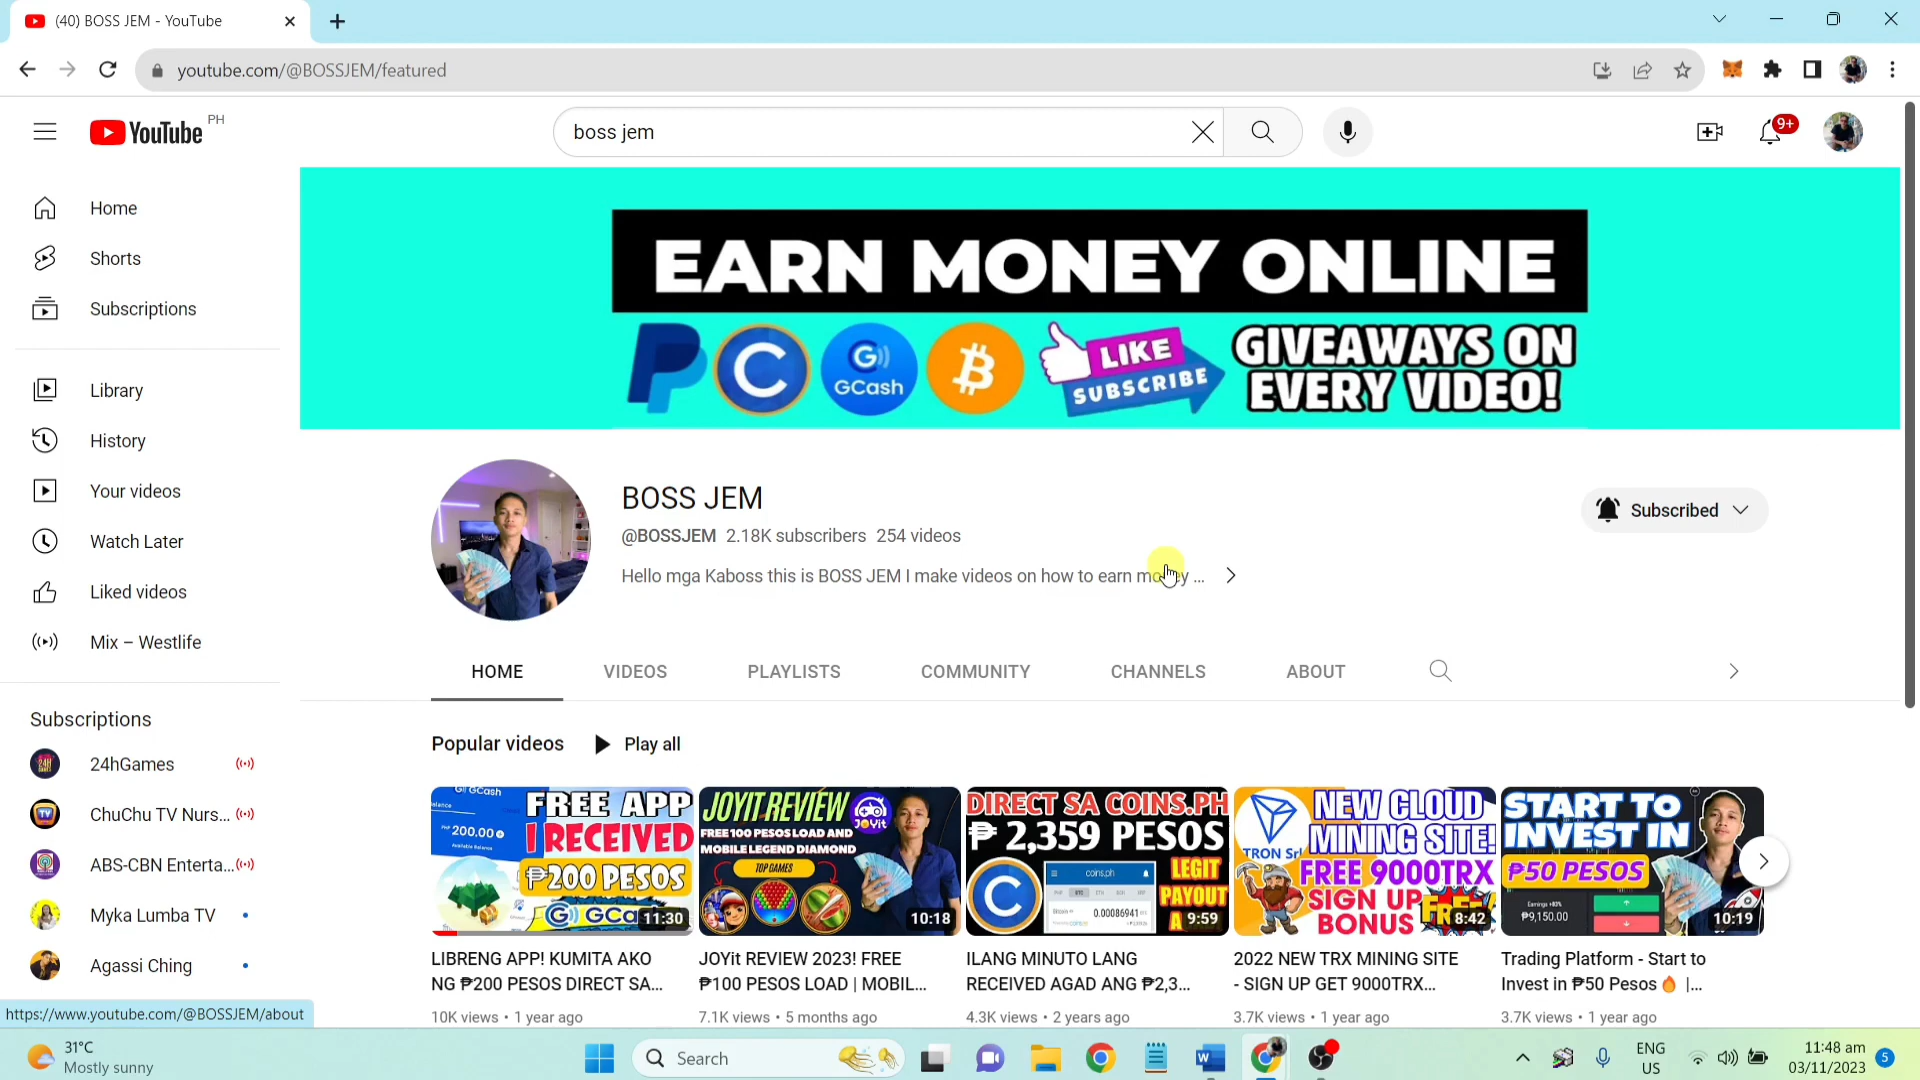 (40) BOSS JEM - YouTube
youtube.com/@BOSSJEM/featured
YouTube PH
boss jem
9+
Home
Shorts
Subscriptions
Library
History
Your videos
Watch Later
Liked videos
Mix – Westlife
Subscriptions
24hGames
ChuChu TV Nurs...
ABS-CBN Enterta...
Myka Lumba TV
Agassi Ching
https://www.youtube.com/@BOSSJEM/about
EARN MONEY ONLINE
GCash
LIKE
SUBSCRIBE
GIVEAWAYS ON
EVERY VIDEO!
BOSS JEM
@BOSSJEM 2.18K subscribers 254 videos
Hello mga Kaboss this is BOSS JEM I make videos on how to earn money ...
Subscribed
HOME VIDEOS PLAYLISTS COMMUNITY CHANNELS ABOUT
Popular videos Play all
GCash
200.00
FREE APP
I RECEIVED
₱200 PESOS
11:30
LIBRENG APP! KUMITA AKO
NG ₱200 PESOS DIRECT SA...
10K views • 1 year ago
JOYIT REVIEW
JOYit
FREE 100 PESOS LOAD AND
MOBILE LEGEND DIAMOND
TOP GAMES
10:18
JOYit REVIEW 2023! FREE
₱100 PESOS LOAD | MOBIL...
7.1K views • 5 months ago
DIRECT SA COINS.PH
₱ 2,359 PESOS
coins.ph
0.00086941
LEGIT
PAYOUT
9:59
ILANG MINUTO LANG
RECEIVED AGAD ANG ₱2,3...
4.3K views • 2 years ago
NEW CLOUD
MINING SITE!
TRON Srl
FREE 9000TRX
SIGN UP
BONUS
FREE
8:42
2022 NEW TRX MINING SITE
- SIGN UP GET 9000TRX...
3.7K views • 1 year ago
START TO
INVEST IN
₱50 PESOS
₱9,150.00
10:19
Trading Platform - Start to
Invest in ₱50 Pesos🔥 |...
3.7K views • 1 year ago
31°C
Mostly sunny
Search
ENG
US
11:48 am
03/11/2023
5